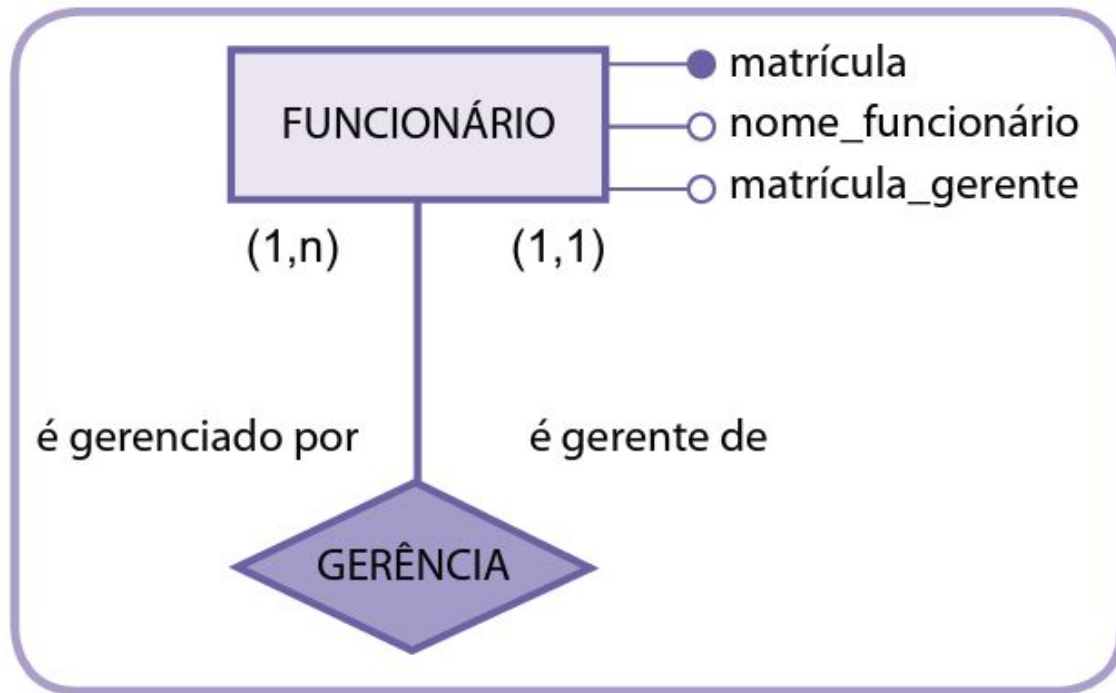 FUNCIONÁRIO
matrícula
nome_funcionário
matrícula_gerente
(1,n)
(1,1)
é gerenciado por
é gerente de
GERÊNCIA